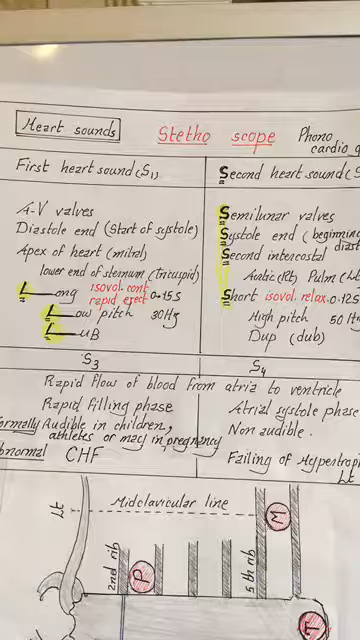 Heart sounds
Stetho scope
Phono
cardio
First heart sound (S1)
Second heart sound (S
A-V valves
Diastole end (Start of systole)
Apex of heart (mitral)
lower end of sternum (tricuspid)
Long isovol. cont rapid eject 0.15S
Low pitch 30Hz
LUB
Semilunar valves
Systole end (beginning
diast
Second intercostal
Aortic (Rt) Pulm
Short isovol. relax. 0.12S
High pitch 50 Hz
Dup (dub)
S3
S4
Rapid flow of blood from atria to ventricle
Rapid filling phase
Atrial systole phase
Audible in children,
athletes or may in pregnancy
Non audible.
CHF
Failing of Hypertrop
Lt
Lt
Midclavicular line
2nd rib
P
5th rib
M
T